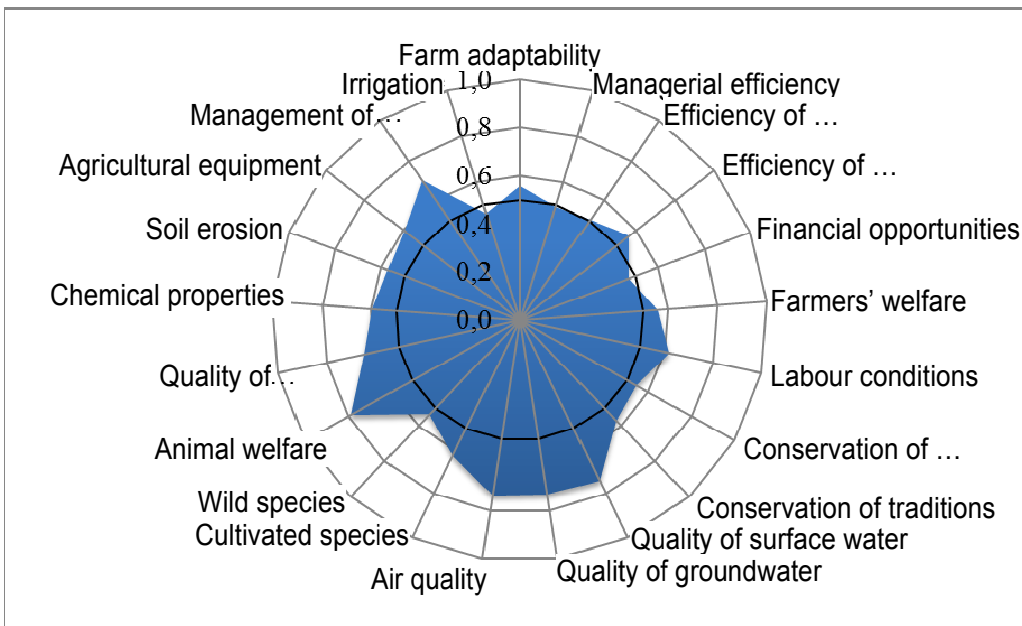 Farm adaptability
Managerial efficiency
Efficiency of …
Efficiency of …
Financial opportunities
Farmers’ welfare
Labour conditions
Conservation of …
Conservation of traditions
Quality of surface water
Quality of groundwater
Air quality
Cultivated species
Wild species
Animal welfare
Quality of…
Chemical properties
Soil erosion
Agricultural equipment
Management of…
Irrigation
1,0
0,8
0,6
0,4
0,2
0,0